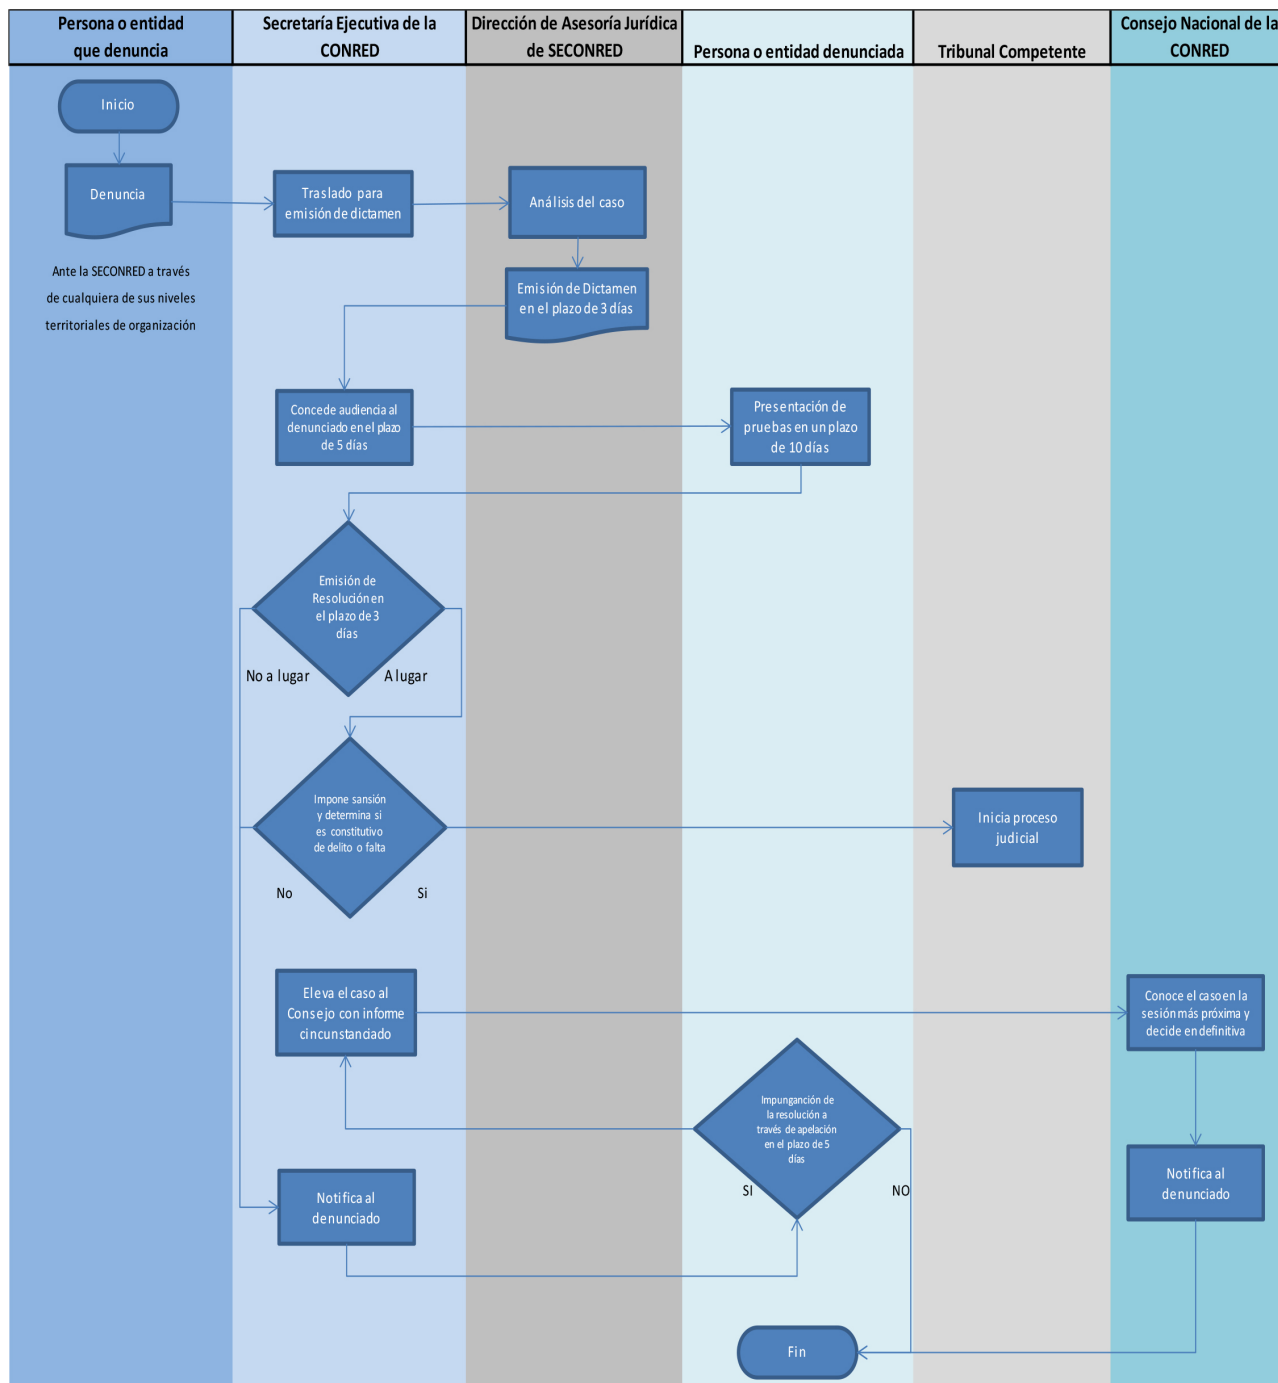 Persona o entidad
que denuncia
Secretaría Ejecutiva de la
CONRED
Dirección de Asesoría Jurídica
de SECONRED
Persona o entidad denunciada
Tribunal Competente
Consejo Nacional de la
CONRED
Inicio
Denuncia
Traslado para
emisión de dictamen
Análisis del caso
Ante la SECONRED a través
de cualquiera de sus niveles
territoriales de organización
Emisión de Dictamen
en el plazo de 3 días
Concede audiencia al
denunciado en el plazo
de 5 días
Presentación de
pruebas en un plazo
de 10 días
Emisión de
Resolución en
el plazo de 3
días
No a lugar
A lugar
Impone sansión
y determina si
es constitutivo
de delito o falta
No
Si
Inicia proceso
judicial
Eleva el caso al
Consejo con informe
cincunstanciado
Conoce el caso en la
sesión más próxima y
decide en definitiva
Impunganción de
la resolución a
través de apelación
en el plazo de 5
días
SI
NO
Notifica al
denunciado
Notifica al
denunciado
Fin